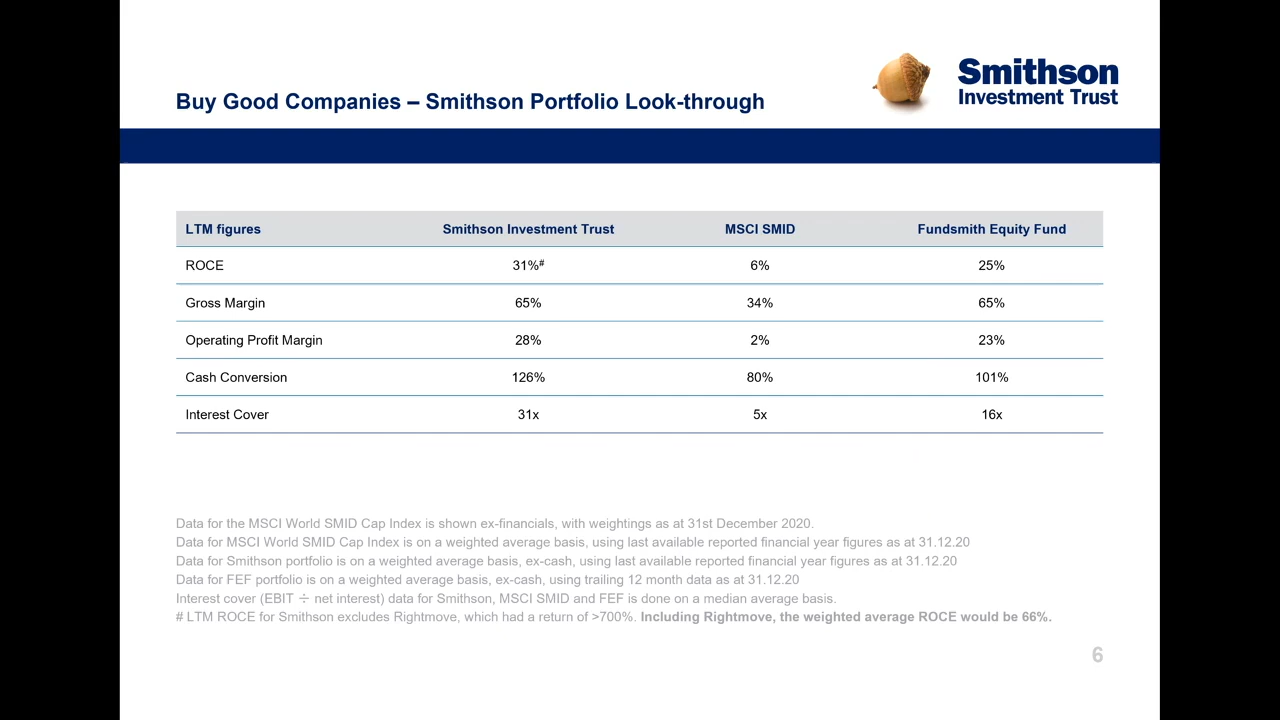 Smithson
Investment Trust
Buy Good Companies – Smithson Portfolio Look-through
LTM figures Smithson Investment Trust MSCI SMID Fundsmith Equity Fund
ROCE 31%# 6% 25%
Gross Margin 65% 34% 65%
Operating Profit Margin 28% 2% 23%
Cash Conversion 126% 80% 101%
Interest Cover 31x 5x 16x
Data for the MSCI World SMID Cap Index is shown ex-financials, with weightings as at 31st December 2020.
Data for MSCI World SMID Cap Index is on a weighted average basis, using last available reported financial year figures as at 31.12.20
Data for Smithson portfolio is on a weighted average basis, ex-cash, using last available reported financial year figures as at 31.12.20
Data for FEF portfolio is on a weighted average basis, ex-cash, using trailing 12 month data as at 31.12.20
Interest cover (EBIT ÷ net interest) data for Smithson, MSCI SMID and FEF is done on a median average basis.
# LTM ROCE for Smithson excludes Rightmove, which had a return of >700%. Including Rightmove, the weighted average ROCE would be 66%.
6